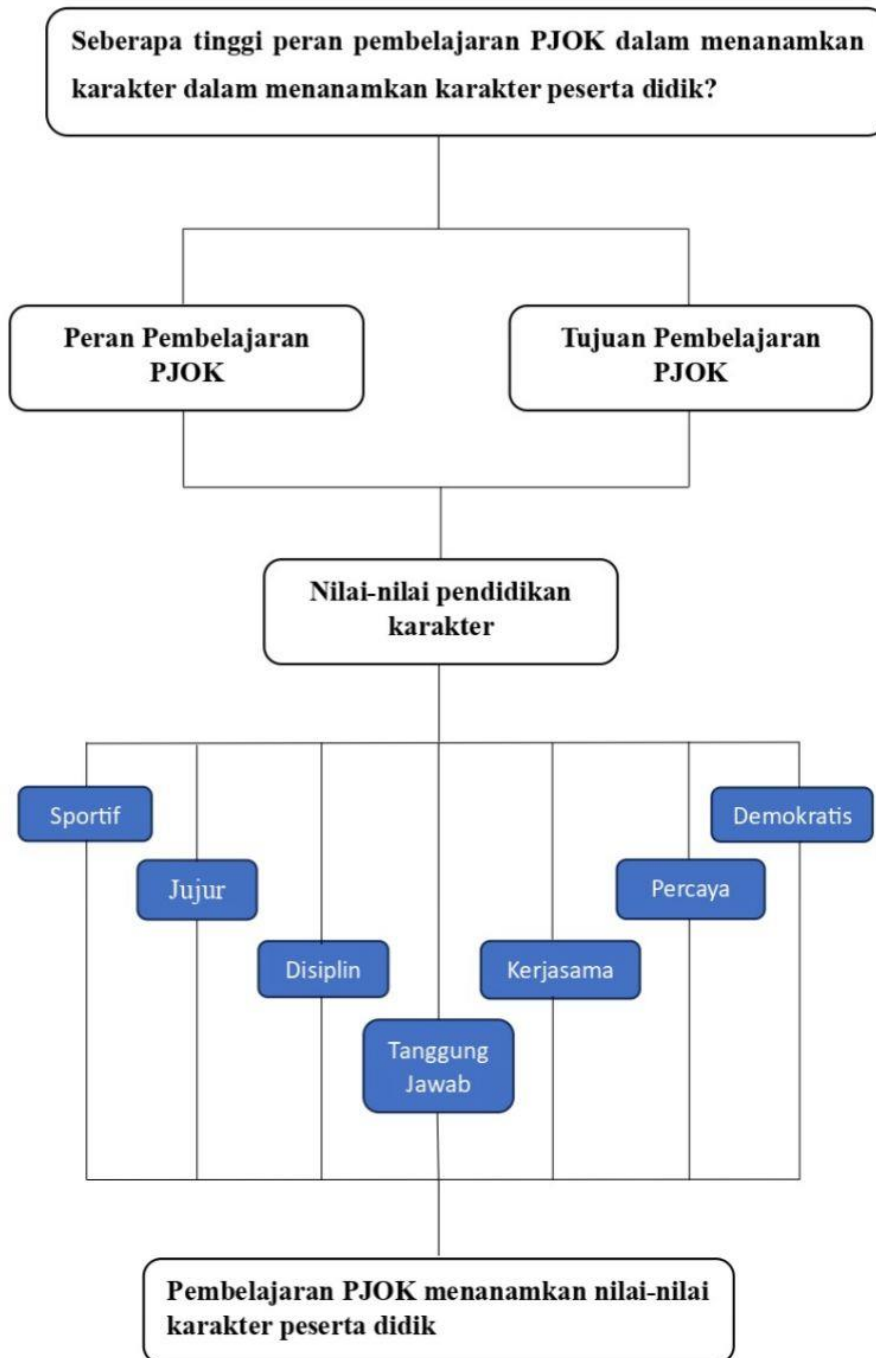 Seberapa tinggi peran pembelajaran PJOK dalam menanamkan
karakter dalam menanamkan karakter peserta didik?
Peran Pembelajaran
PJOK
Tujuan Pembelajaran
PJOK
Nilai-nilai pendidikan
karakter
Sportif
Jujur
Disiplin
Tanggung
Jawab
Kerjasama
Percaya
Demokratis
Pembelajaran PJOK menanamkan nilai-nilai
karakter peserta didik